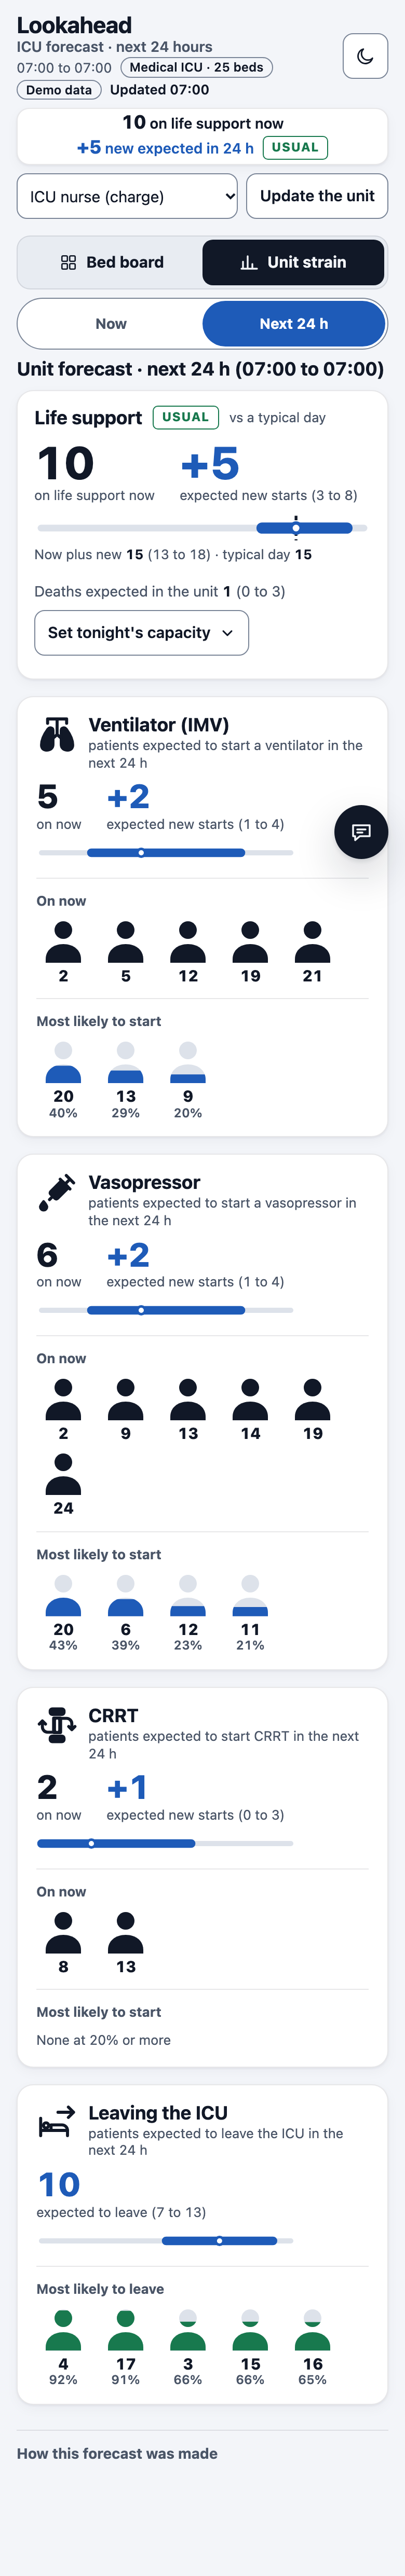 Lookahead
ICU forecast · next 24 hours
07:00 to 07:00 Medical ICU · 25 beds
Demo data Updated 07:00
10 on life support now
+5 new expected in 24 h USUAL
ICU nurse (charge) Update the unit
Bed board Unit strain
Now Next 24 h
Unit forecast · next 24 h (07:00 to 07:00)
Life support USUAL vs a typical day
10 +5
on life support now expected new starts (3 to 8)
Now plus new 15 (13 to 18) · typical day 15
Deaths expected in the unit 1 (0 to 3)
Set tonight's capacity
Ventilator (IMV)
patients expected to start a ventilator in the
next 24 h
5 +2
on now expected new starts (1 to 4)
On now
2 5 12 19 21
Most likely to start
20 13 9
40% 29% 20%
Vasopressor
patients expected to start a vasopressor in
the next 24 h
6 +2
on now expected new starts (1 to 4)
On now
2 9 13 14 19
24
Most likely to start
20 6 12 11
43% 39% 23% 21%
CRRT
patients expected to start CRRT in the next
24 h
2 +1
on now expected new starts (0 to 3)
On now
8 13
Most likely to start
None at 20% or more
Leaving the ICU
patients expected to leave the ICU in the
next 24 h
10
expected to leave (7 to 13)
Most likely to leave
4 17 3 15 16
92% 91% 66% 66% 65%
How this forecast was made